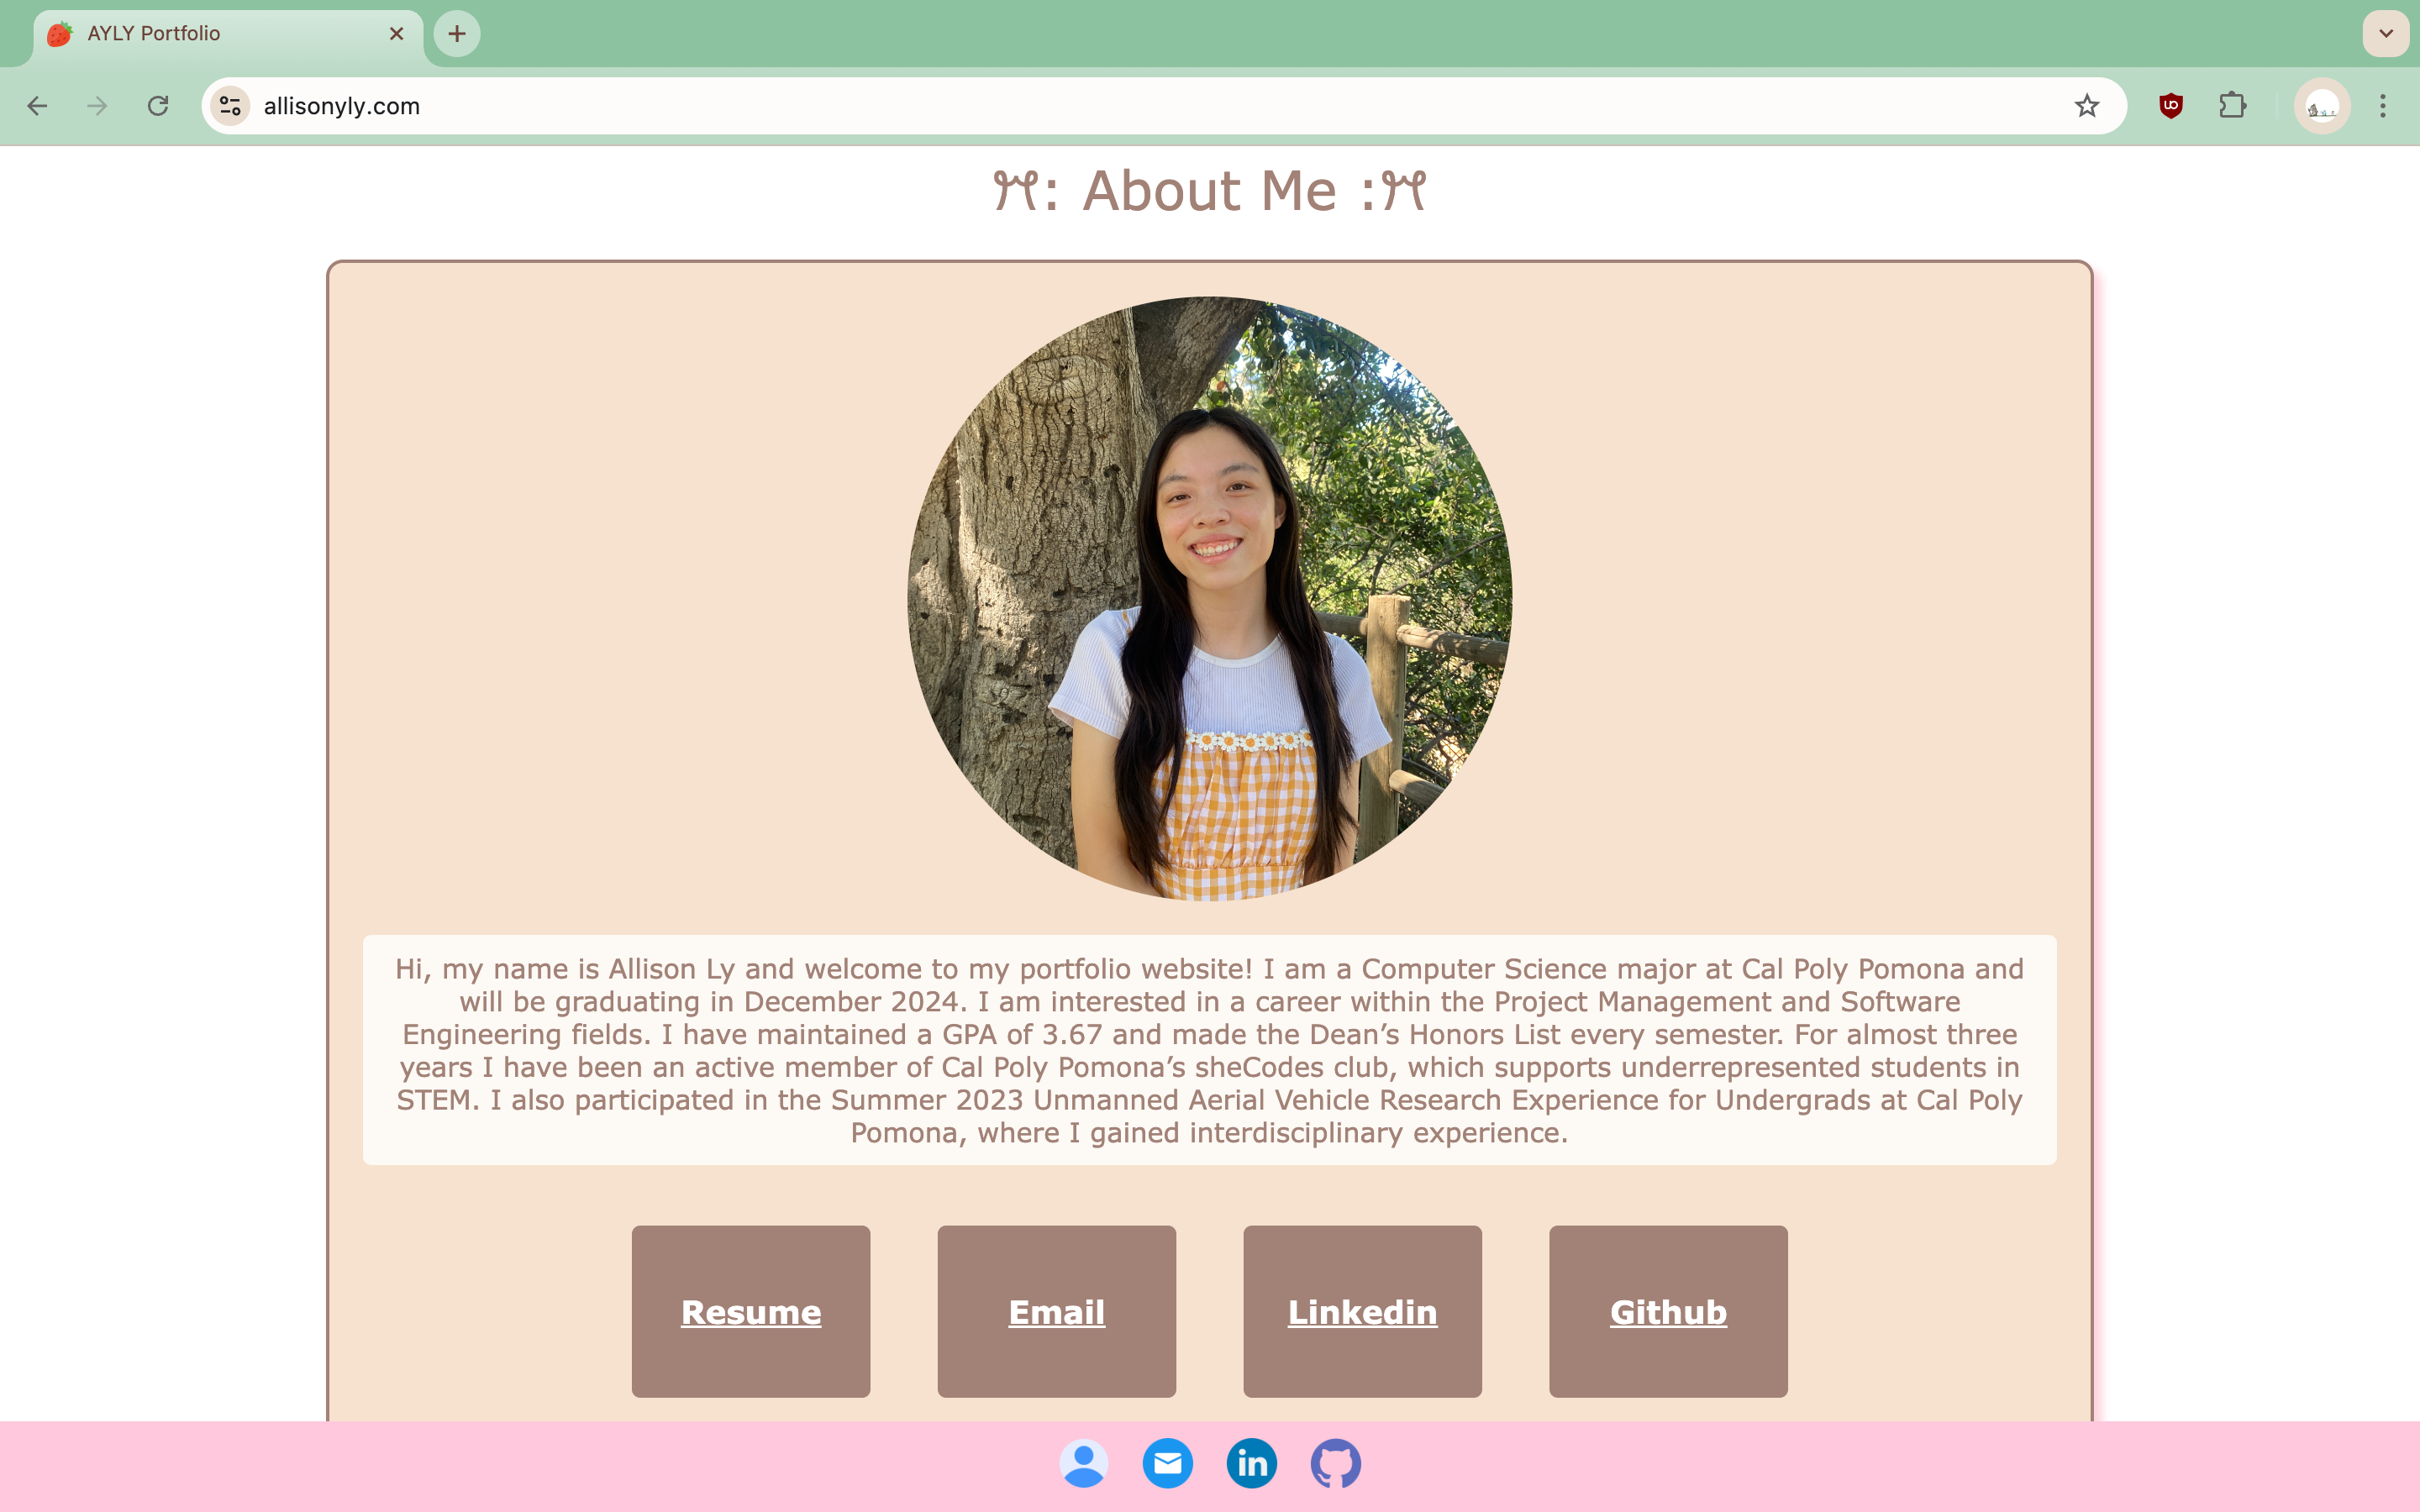 AYLY Portfolio
allisonyly.com
୨୧: About Me :୨୧
Hi, my name is Allison Ly and welcome to my portfolio website! I am a Computer Science major at Cal Poly Pomona and
will be graduating in December 2024. I am interested in a career within the Project Management and Software
Engineering fields. I have maintained a GPA of 3.67 and made the Dean’s Honors List every semester. For almost three
years I have been an active member of Cal Poly Pomona’s sheCodes club, which supports underrepresented students in
STEM. I also participated in the Summer 2023 Unmanned Aerial Vehicle Research Experience for Undergrads at Cal Poly
Pomona, where I gained interdisciplinary experience.
Resume
Email
Linkedin
Github
in